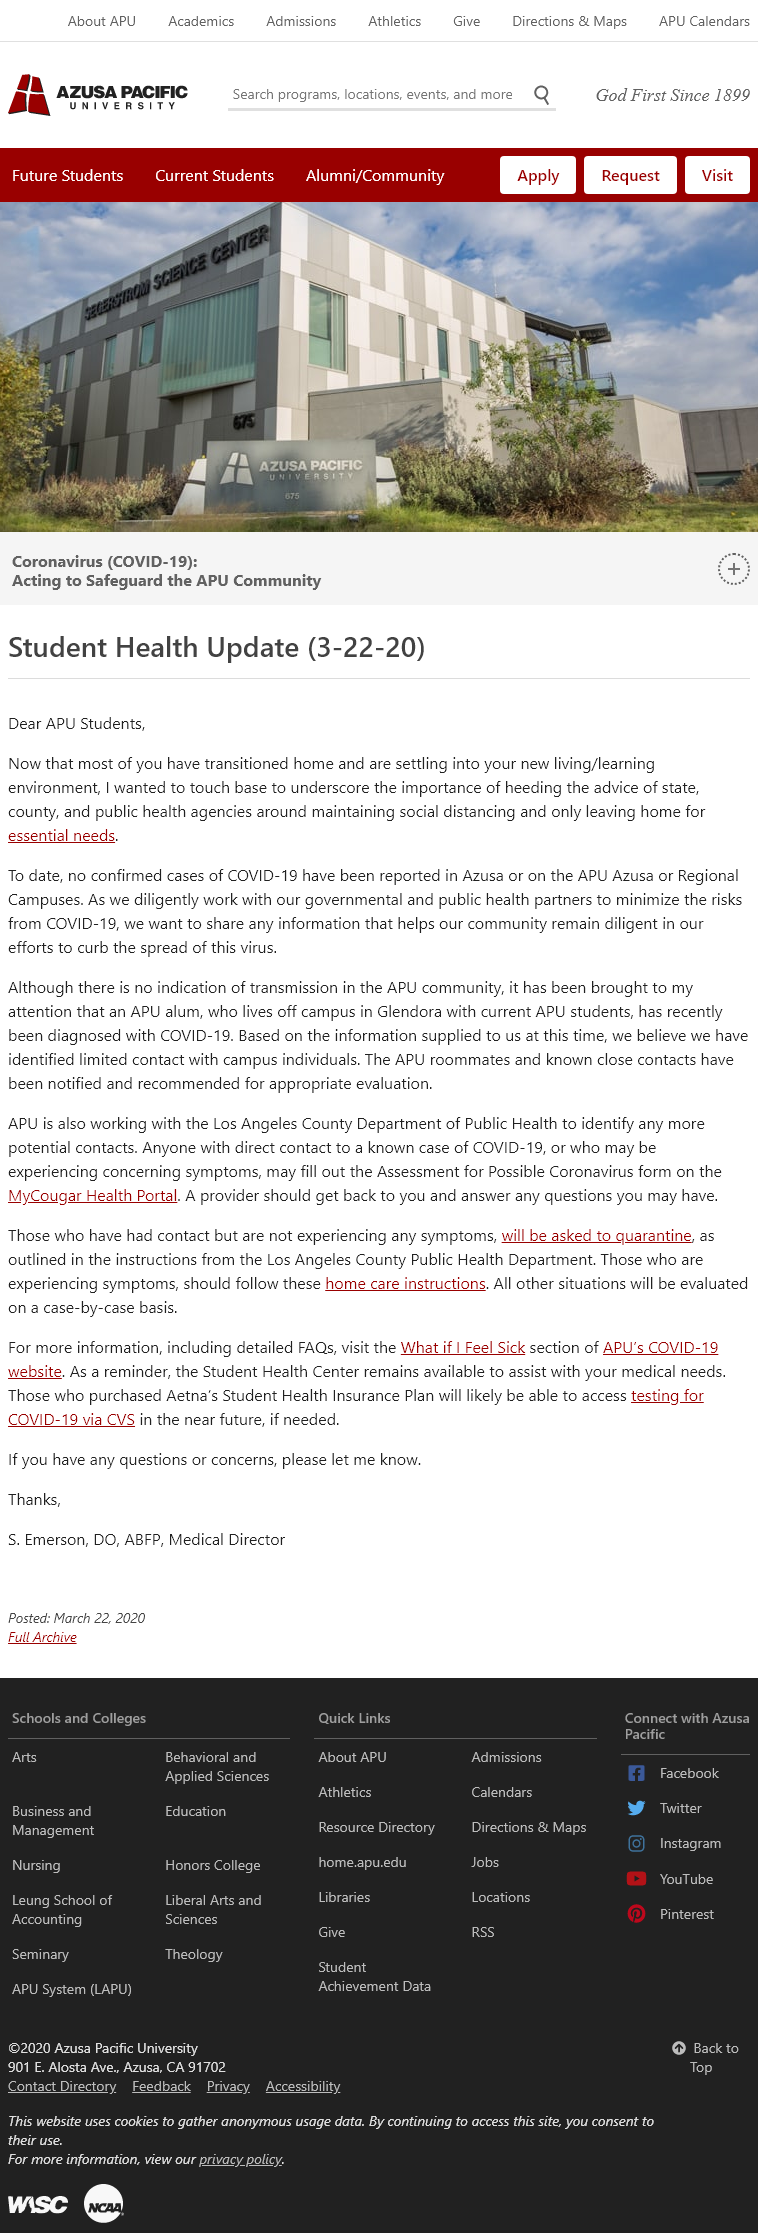 About APU Academics Admissions Athletics Give Directions & Maps APU Calendars
AZUSA PACIFIC
UNIVERSITY
Search programs, locations, events, and more
God First Since 1899
Future Students Current Students Alumni/Community Apply Request Visit
SEGERSTROM SCIENCE CENTER
675
AZUSA PACIFIC
UNIVERSITY
675
Coronavirus (COVID-19):
Acting to Safeguard the APU Community
Student Health Update (3-22-20)
Dear APU Students,
Now that most of you have transitioned home and are settling into your new living/learning
environment, I wanted to touch base to underscore the importance of heeding the advice of state,
county, and public health agencies around maintaining social distancing and only leaving home for
essential needs.
To date, no confirmed cases of COVID-19 have been reported in Azusa or on the APU Azusa or Regional
Campuses. As we diligently work with our governmental and public health partners to minimize the risks
from COVID-19, we want to share any information that helps our community remain diligent in our
efforts to curb the spread of this virus.
Although there is no indication of transmission in the APU community, it has been brought to my
attention that an APU alum, who lives off campus in Glendora with current APU students, has recently
been diagnosed with COVID-19. Based on the information supplied to us at this time, we believe we have
identified limited contact with campus individuals. The APU roommates and known close contacts have
been notified and recommended for appropriate evaluation.
APU is also working with the Los Angeles County Department of Public Health to identify any more
potential contacts. Anyone with direct contact to a known case of COVID-19, or who may be
experiencing concerning symptoms, may fill out the Assessment for Possible Coronavirus form on the
MyCougar Health Portal. A provider should get back to you and answer any questions you may have.
Those who have had contact but are not experiencing any symptoms, will be asked to quarantine, as
outlined in the instructions from the Los Angeles County Public Health Department. Those who are
experiencing symptoms, should follow these home care instructions. All other situations will be evaluated
on a case-by-case basis.
For more information, including detailed FAQs, visit the What if I Feel Sick section of APU's COVID-19
website. As a reminder, the Student Health Center remains available to assist with your medical needs.
Those who purchased Aetna's Student Health Insurance Plan will likely be able to access testing for
COVID-19 via CVS in the near future, if needed.
If you have any questions or concerns, please let me know.
Thanks,
S. Emerson, DO, ABFP, Medical Director
Posted: March 22, 2020
Full Archive
Schools and Colleges
Arts
Behavioral and
Applied Sciences
Business and
Management
Education
Nursing
Honors College
Leung School of
Accounting
Liberal Arts and
Sciences
Seminary
Theology
APU System (LAPU)
Quick Links
About APU
Admissions
Athletics
Calendars
Resource Directory
Directions & Maps
home.apu.edu
Jobs
Libraries
Locations
Give
RSS
Student
Achievement Data
Connect with Azusa
Pacific
Facebook
Twitter
Instagram
YouTube
Pinterest
©2020 Azusa Pacific University
901 E. Alosta Ave., Azusa, CA 91702
Contact Directory Feedback Privacy Accessibility
Back to
Top
This website uses cookies to gather anonymous usage data. By continuing to access this site, you consent to
their use.
For more information, view our privacy policy.
WASC NCAA